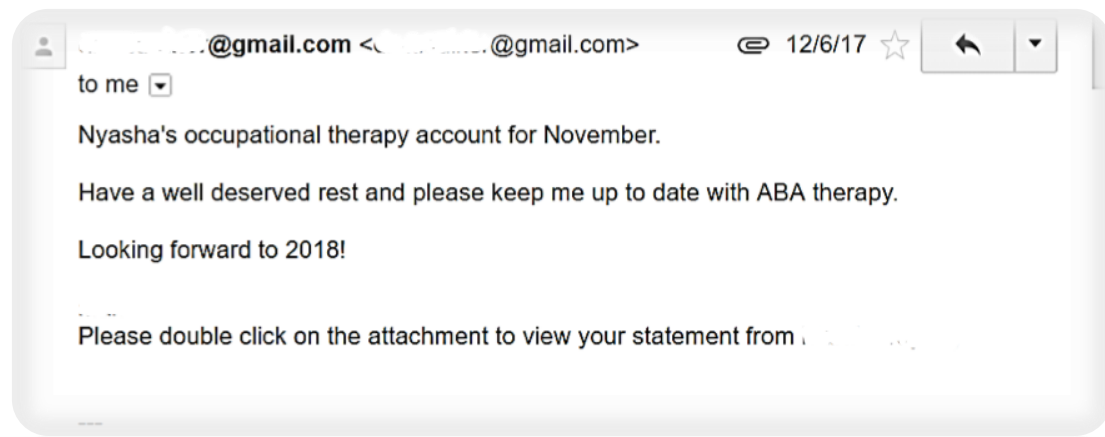 @gmail.com < @gmail.com> 12/6/17
to me
Nyasha's occupational therapy account for November.
Have a well deserved rest and please keep me up to date with ABA therapy.
Looking forward to 2018!
Please double click on the attachment to view your statement from